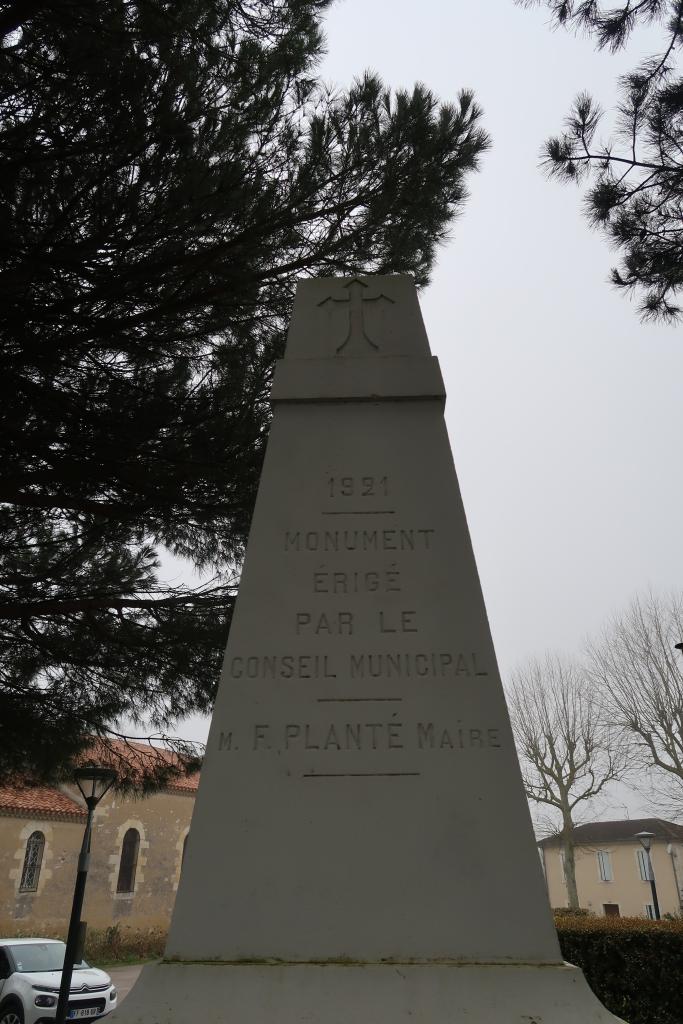 1921
MONUMENT
ÉRIGÉ
PAR LE
CONSEIL MUNICIPAL
M. F. PLANTÉ MAIRE